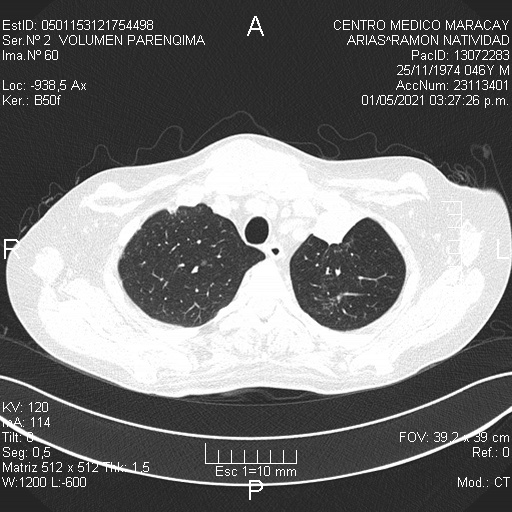 EstID: 0501153121754498
Ser.Nº 2 VOLUMEN PARENQIMA
Ima.Nº 60
Loc: -938,5 Ax
Ker.: B50f
A
CENTRO MEDICO MARACAY
ARIAS^RAMON NATIVIDAD
PacID: 13072283
25/11/1974 046Y M
AccNum: 23113401
01/05/2021 03:27:26 p.m.
R
L
KV: 120
mA: 114
Tilt: 0
Seg: 0,5
Matriz 512 x 512 Thk: 1.5
W:1200 L:-600
Esc 1=10 mm
P
FOV: 39,2 x 39 cm
Ref.: 0
Mod.: CT